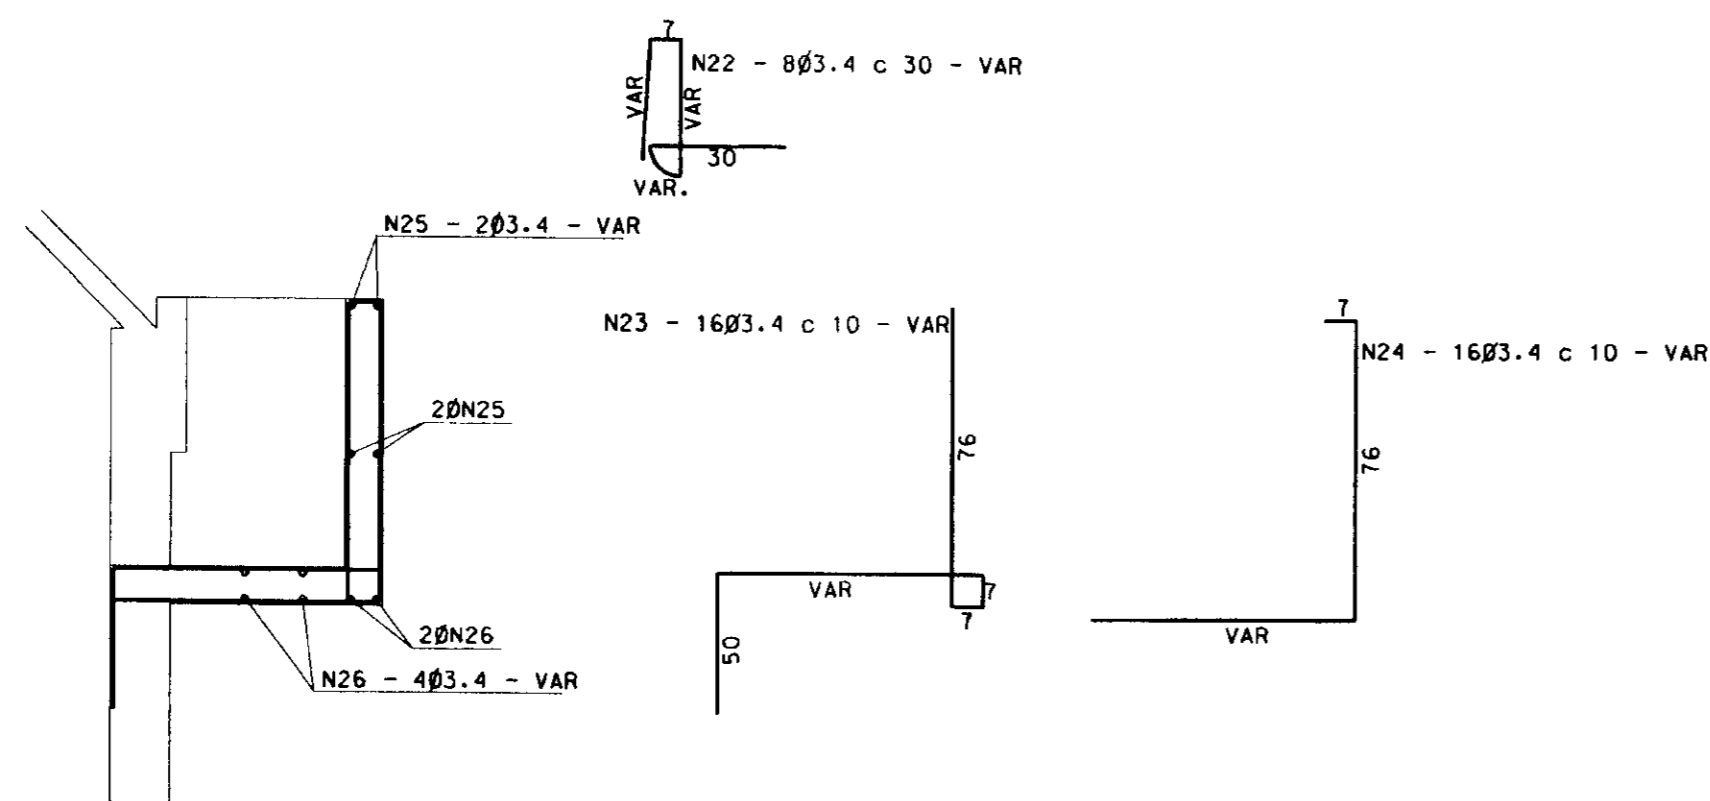 7
N22 - 8Ø3.4 c 30 - VAR
VAR
VAR
30
VAR.
N25 - 2Ø3.4 - VAR
N23 - 16Ø3.4 c 10 - VAR
7
N24 - 16Ø3.4 c 10 - VAR
2ØN25
76
76
VAR
7
7
50
VAR
2ØN26
N26 - 4Ø3.4 - VAR